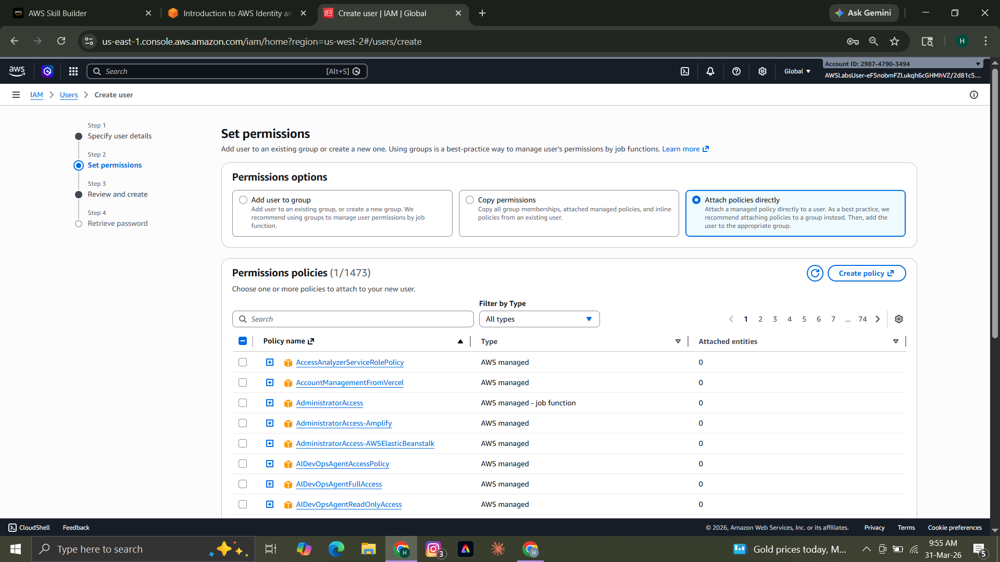 AWS Skill Builder
Introduction to AWS Identity an
Create user | IAM | Global
Ask Gemini
us-east-1.console.aws.amazon.com/iam/home?region=us-west-2#/users/create
H
aws
Search
[Alt+S]
Global
Account ID: 2987-4790-3494
AWSLabsUser-eF5nobmFZLukqh6cGHMhVZ/2d81c5...
IAM
Users
Create user
Step 1
Specify user details
Step 2
Set permissions
Step 3
Review and create
Step 4
Retrieve password
Set permissions
Add user to an existing group or create a new one. Using groups is a best-practice way to manage user's permissions by job functions. Learn more
Permissions options
Add user to group
Add user to an existing group, or create a new group. We
recommend using groups to manage user permissions by job
function.
Copy permissions
Copy all group memberships, attached managed policies, and inline
policies from an existing user.
Attach policies directly
Attach a managed policy directly to a user. As a best practice, we
recommend attaching policies to a group instead. Then, add the
user to the appropriate group.
Permissions policies (1/1473)
Create policy
Choose one or more policies to attach to your new user.
Filter by Type
Search
All types
1 2 3 4 5 6 7 ... 74
Policy name Type Attached entities
AccessAnalyzerServiceRolePolicy AWS managed 0
AccountManagementFromVercel AWS managed 0
AdministratorAccess AWS managed - job function 0
AdministratorAccess-Amplify AWS managed 0
AdministratorAccess-AWSElasticBeanstalk AWS managed 0
AIDevOpsAgentAccessPolicy AWS managed 0
AIDevOpsAgentFullAccess AWS managed 0
AIDevOpsAgentReadOnlyAccess AWS managed 0
CloudShell
Feedback
© 2026, Amazon Web Services, Inc. or its affiliates.
Privacy
Terms
Cookie preferences
Type here to search
3
Gold prices today, M...
9:55 AM
31-Mar-26
5